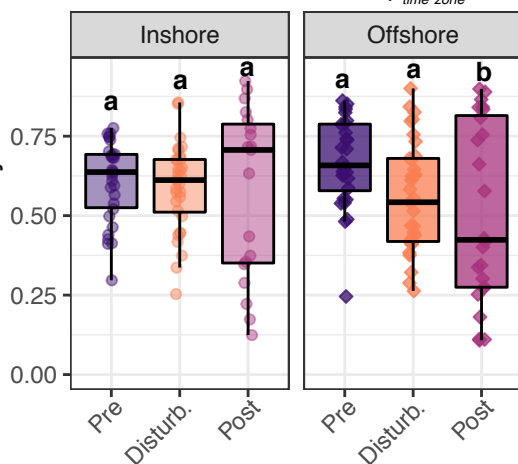 time zone
Inshore Offshore
a a a a a b
0.75
0.50
0.25
0.00
Pre Disturb. Post Pre Disturb. Post